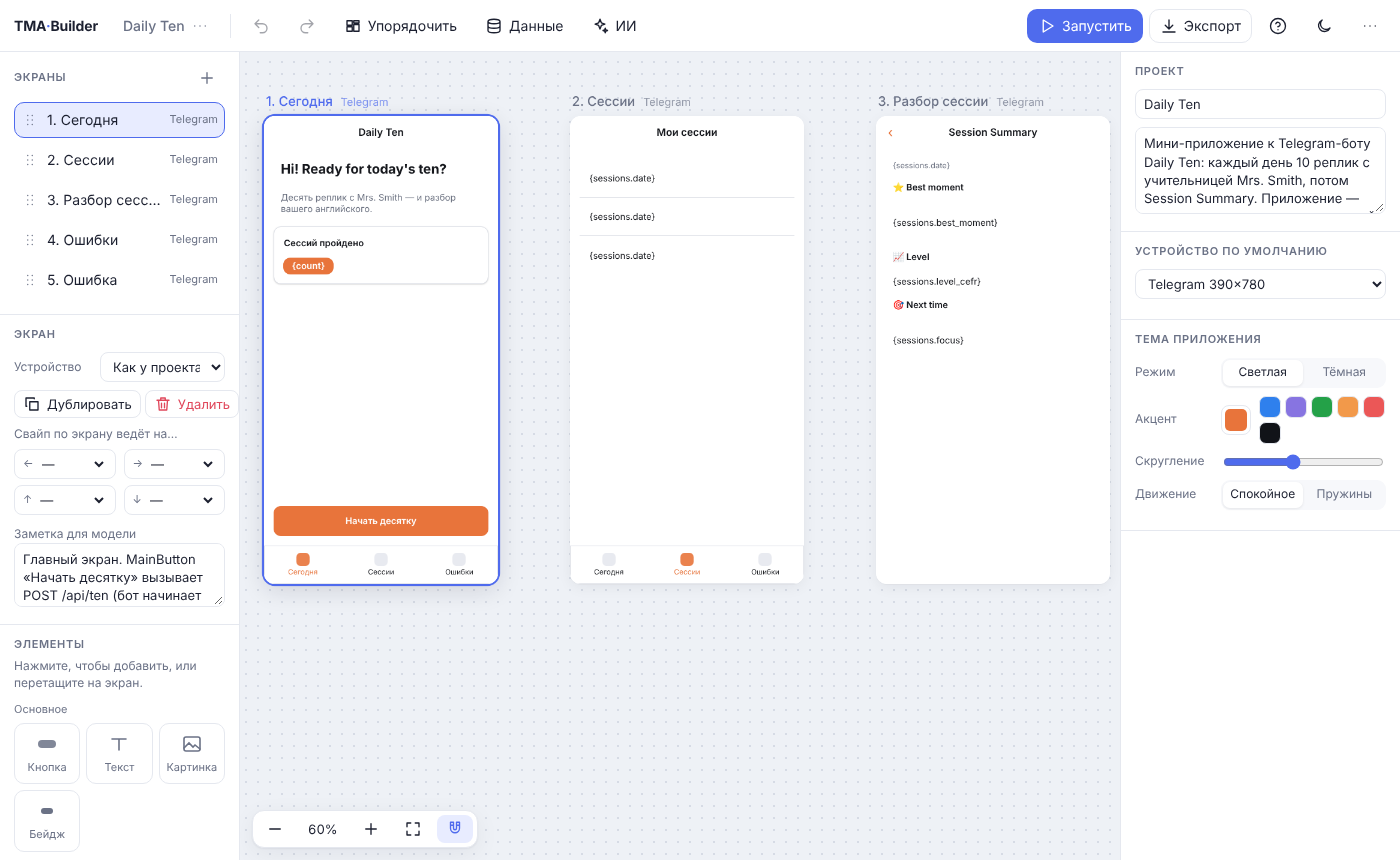 TMA·Builder
Daily Ten ···
Упорядочить
Данные
ИИ
Запустить
Экспорт
ЭКРАНЫ
1. Сегодня Telegram
2. Сессии Telegram
3. Разбор сесс... Telegram
4. Ошибки Telegram
5. Ошибка Telegram
ЭКРАН
Устройство Как у проекта
Дублировать Удалить
Свайп по экрану ведёт на...
← — → —
↑ — ↓ —
Заметка для модели
Главный экран. MainButton
«Начать десятку» вызывает
POST /api/ten (бот начинает
ЭЛЕМЕНТЫ
Нажмите, чтобы добавить, или
перетащите на экран.
Основное
Кнопка Текст Картинка
Бейдж
1. Сегодня Telegram
Daily Ten
Hi! Ready for today's ten?
Десять реплик с Mrs. Smith — и разбор
вашего английского.
Сессий пройдено
{count}
Начать десятку
Сегодня Сессии Ошибки
2. Сессии Telegram
Мои сессии
{sessions.date}
{sessions.date}
{sessions.date}
Сегодня Сессии Ошибки
3. Разбор сессии Telegram
Session Summary
{sessions.date}
⭐ Best moment
{sessions.best_moment}
📈 Level
{sessions.level_cefr}
🎯 Next time
{sessions.focus}
60%
ПРОЕКТ
Daily Ten
Мини-приложение к Telegram-боту
Daily Ten: каждый день 10 реплик с
учительницей Mrs. Smith, потом
Session Summary. Приложение —
УСТРОЙСТВО ПО УМОЛЧАНИЮ
Telegram 390×780
ТЕМА ПРИЛОЖЕНИЯ
Режим Светлая Тёмная
Акцент
Скругление
Движение Спокойное Пружины